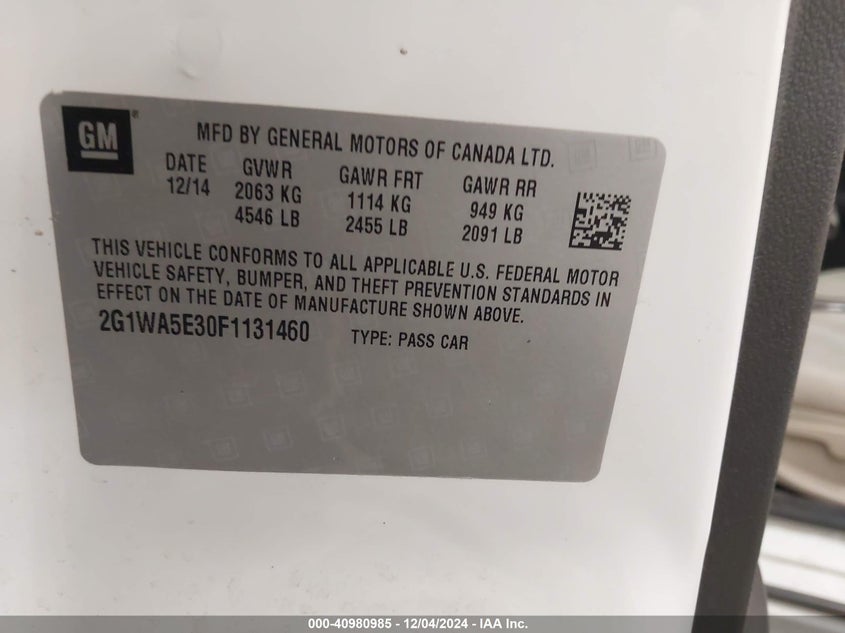 GM
MFD BY GENERAL MOTORS OF CANADA LTD.
DATE GVWR GAWR FRT GAWR RR
12/14 2063 KG 1114 KG 949 KG
4546 LB 2455 LB 2091 LB
THIS VEHICLE CONFORMS TO ALL APPLICABLE U.S. FEDERAL MOTOR
VEHICLE SAFETY, BUMPER, AND THEFT PREVENTION STANDARDS IN
EFFECT ON THE DATE OF MANUFACTURE SHOWN ABOVE.
2G1WA5E30F1131460 TYPE: PASS CAR
000-40980985 - 12/04/2024 - IAA Inc.